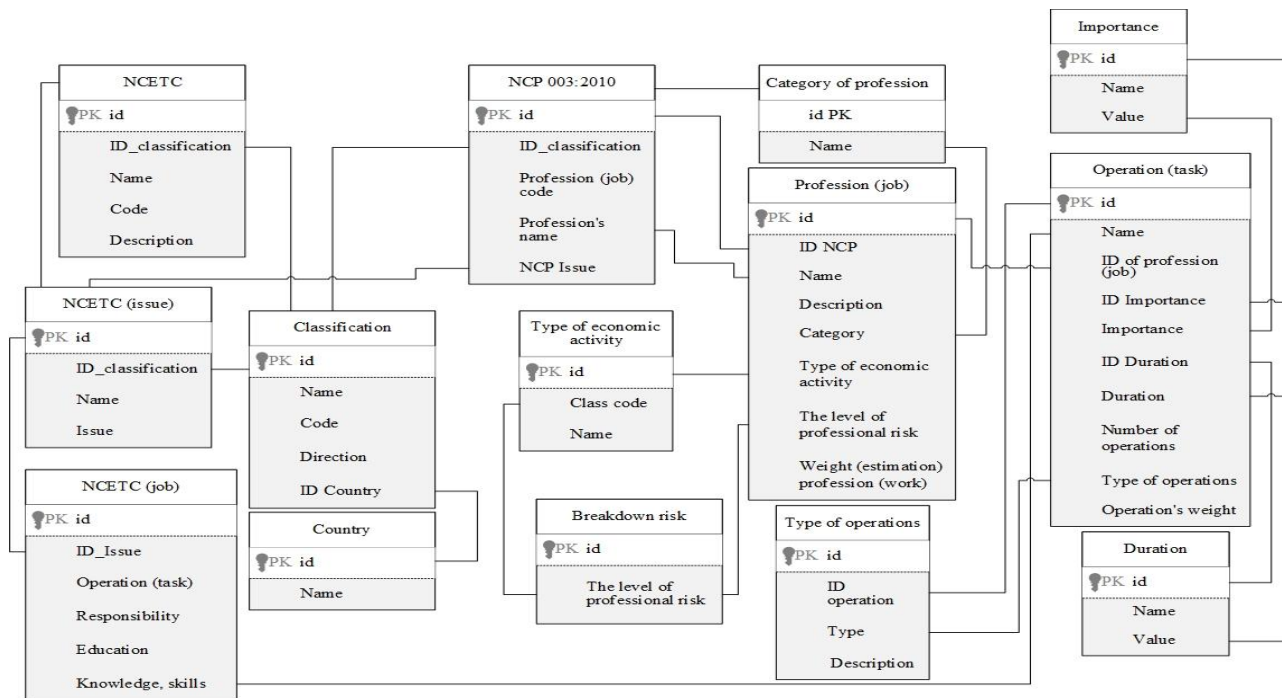 NCETC
PK id
ID_classification
Name
Code
Description
NCP 003:2010
PK id
ID_classification
Profession (job)
code
Profession's
name
NCP Issue
Category of profession
id PK
Name
Importance
PK id
Name
Value
Profession (job)
PK id
ID NCP
Name
Description
Category
Type of economic
activity
The level of
professional risk
Weight (estimation)
profession (work)
Operation (task)
PK id
Name
ID of profession
(job)
ID Importance
Importance
ID Duration
Duration
Number of
operations
Type of operations
Operation's weight
NCETC (issue)
PK id
ID_classification
Name
Issue
Classification
PK id
Name
Code
Direction
ID Country
Type of economic
activity
PK id
Class code
Name
NCETC (job)
PK id
ID_Issue
Operation (task)
Responsibility
Education
Knowledge, skills
Country
PK id
Name
Breakdown risk
PK id
The level of
professional risk
Type of operations
PK id
ID
operation
Type
Description
Duration
PK id
Name
Value